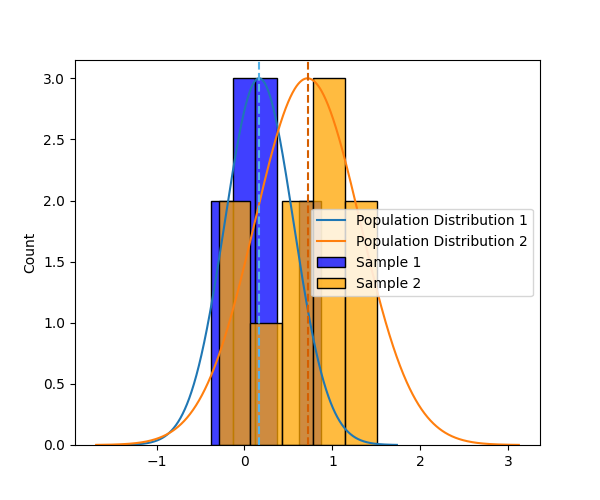 3.0
2.5
2.0
1.5
1.0
0.5
0.0
Count
Population Distribution 1
Population Distribution 2
Sample 1
Sample 2
−1
0
1
2
3